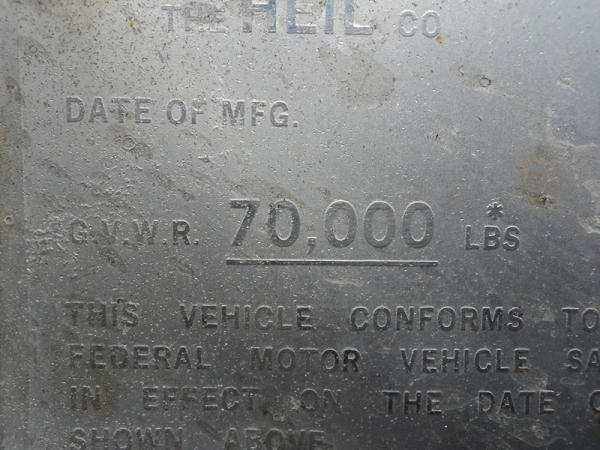 THE HEIL CO
DATE OF MFG.
G.V.W.R. 70,000 LBS*
THIS VEHICLE CONFORMS TO
FEDERAL MOTOR VEHICLE SA
IN EFFECT, ON THE DATE O
SHOWN ABOVE